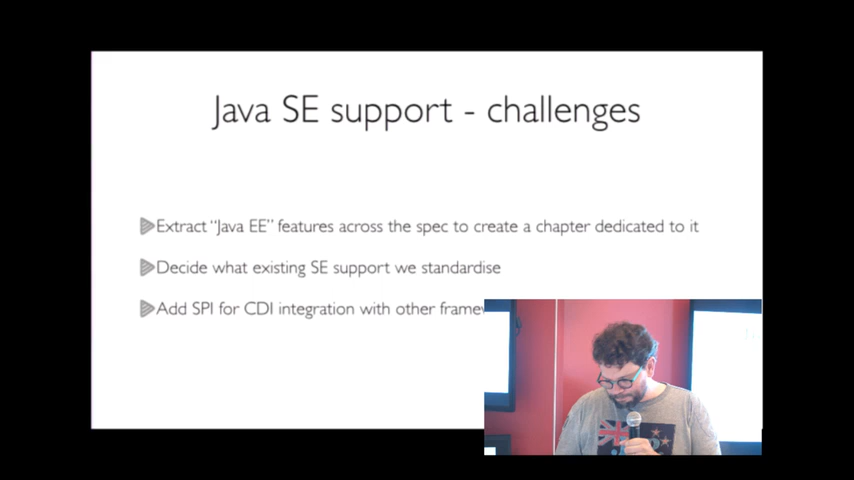 Java SE support - challenges
Extract “Java EE” features across the spec to create a chapter dedicated to it
Decide what existing SE support we standardise
Add SPI for CDI integration with other